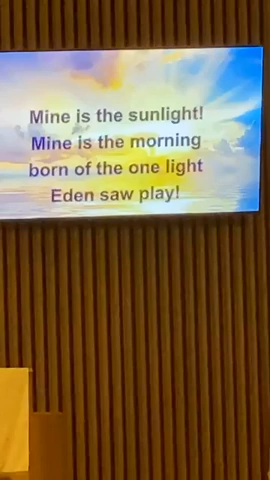 Mine is the sunlight!
Mine is the morning
born of the one light
Eden saw play!